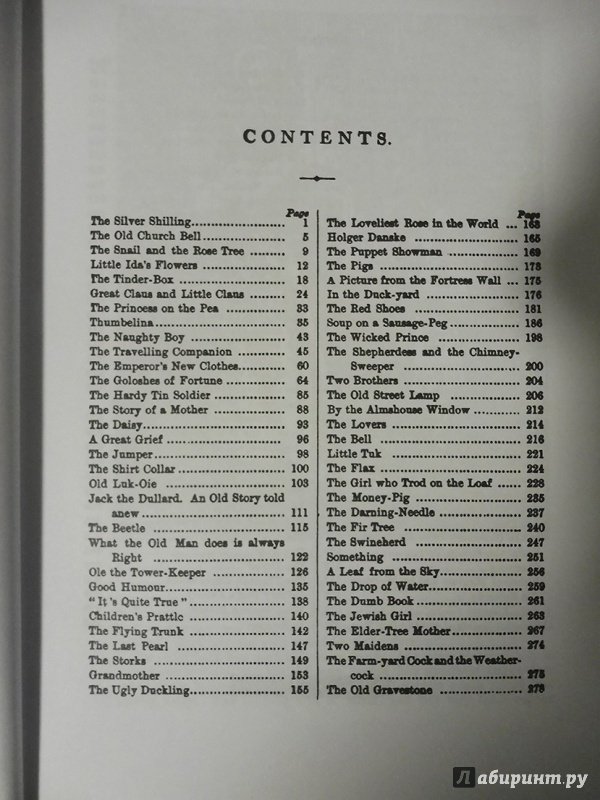 CONTENTS.
Page
The Silver Shilling........................ 1
The Old Church Bell..................... 5
The Snail and the Rose Tree ......... 9
Little Ida's Flowers ..................... 12
The Tinder-Box ........................... 18
Great Claus and Little Claus ......... 24
The Princess on the Pea ............... 33
Thumbelina................................. 35
The Naughty Boy ........................ 43
The Travelling Companion ............ 45
The Emperor's New Clothes............ 60
The Goloshes of Fortune ............... 64
The Hardy Tin Soldier .................. 85
The Story of a Mother .................. 88
The Daisy.................................... 93
A Great Grief .............................. 96
The Jumper................................. 98
The Shirt Collar........................... 100
Old Luk-Oie .............................. 103
Jack the Dullard. An Old Story told
anew .................................... 111
The Beetle ................................. 115
What the Old Man does is always
Right .................................... 122
Ole the Tower-Keeper .................. 126
Good Humour.............................. 135
"It's Quite True"........................ 138
Children's Prattle ........................ 140
The Flying Trunk ........................ 142
The Last Pearl ........................... 147
The Storks ................................. 149
Grandmother .............................. 153
The Ugly Duckling........................ 155
Page
The Loveliest Rose in the World ... 163
Holger Danske ........................... 165
The Puppet Showman .................. 169
The Pigs .................................... 173
A Picture from the Fortress Wall ... 175
In the Duck-yard ........................ 176
The Red Shoes ........................... 181
Soup on a Sausage-Peg .................. 186
The Wicked Prince ..................... 198
The Shepherdess and the Chimney-
Sweeper .............................. 200
Two Brothers .............................. 204
The Old Street Lamp .................. 206
By the Almshouse Window ............ 212
The Lovers ................................. 214
The Bell .................................... 216
Little Tuk ................................. 221
The Flax .................................... 224
The Girl who Trod on the Loaf ...... 228
The Money-Pig ........................... 235
The Darning-Needle ..................... 237
The Fir Tree .............................. 240
The Swineherd ........................... 247
Something ................................. 251
A Leaf from the Sky..................... 256
The Drop of Water........................ 259
The Dumb Book ........................... 261
The Jewish Girl ........................... 263
The Elder-Tree Mother.................. 267
Two Maidens .............................. 274
The Farm-yard Cock and the Weather-
cock .................................... 275
The Old Gravestone ..................... 278
Лабиринт.ру